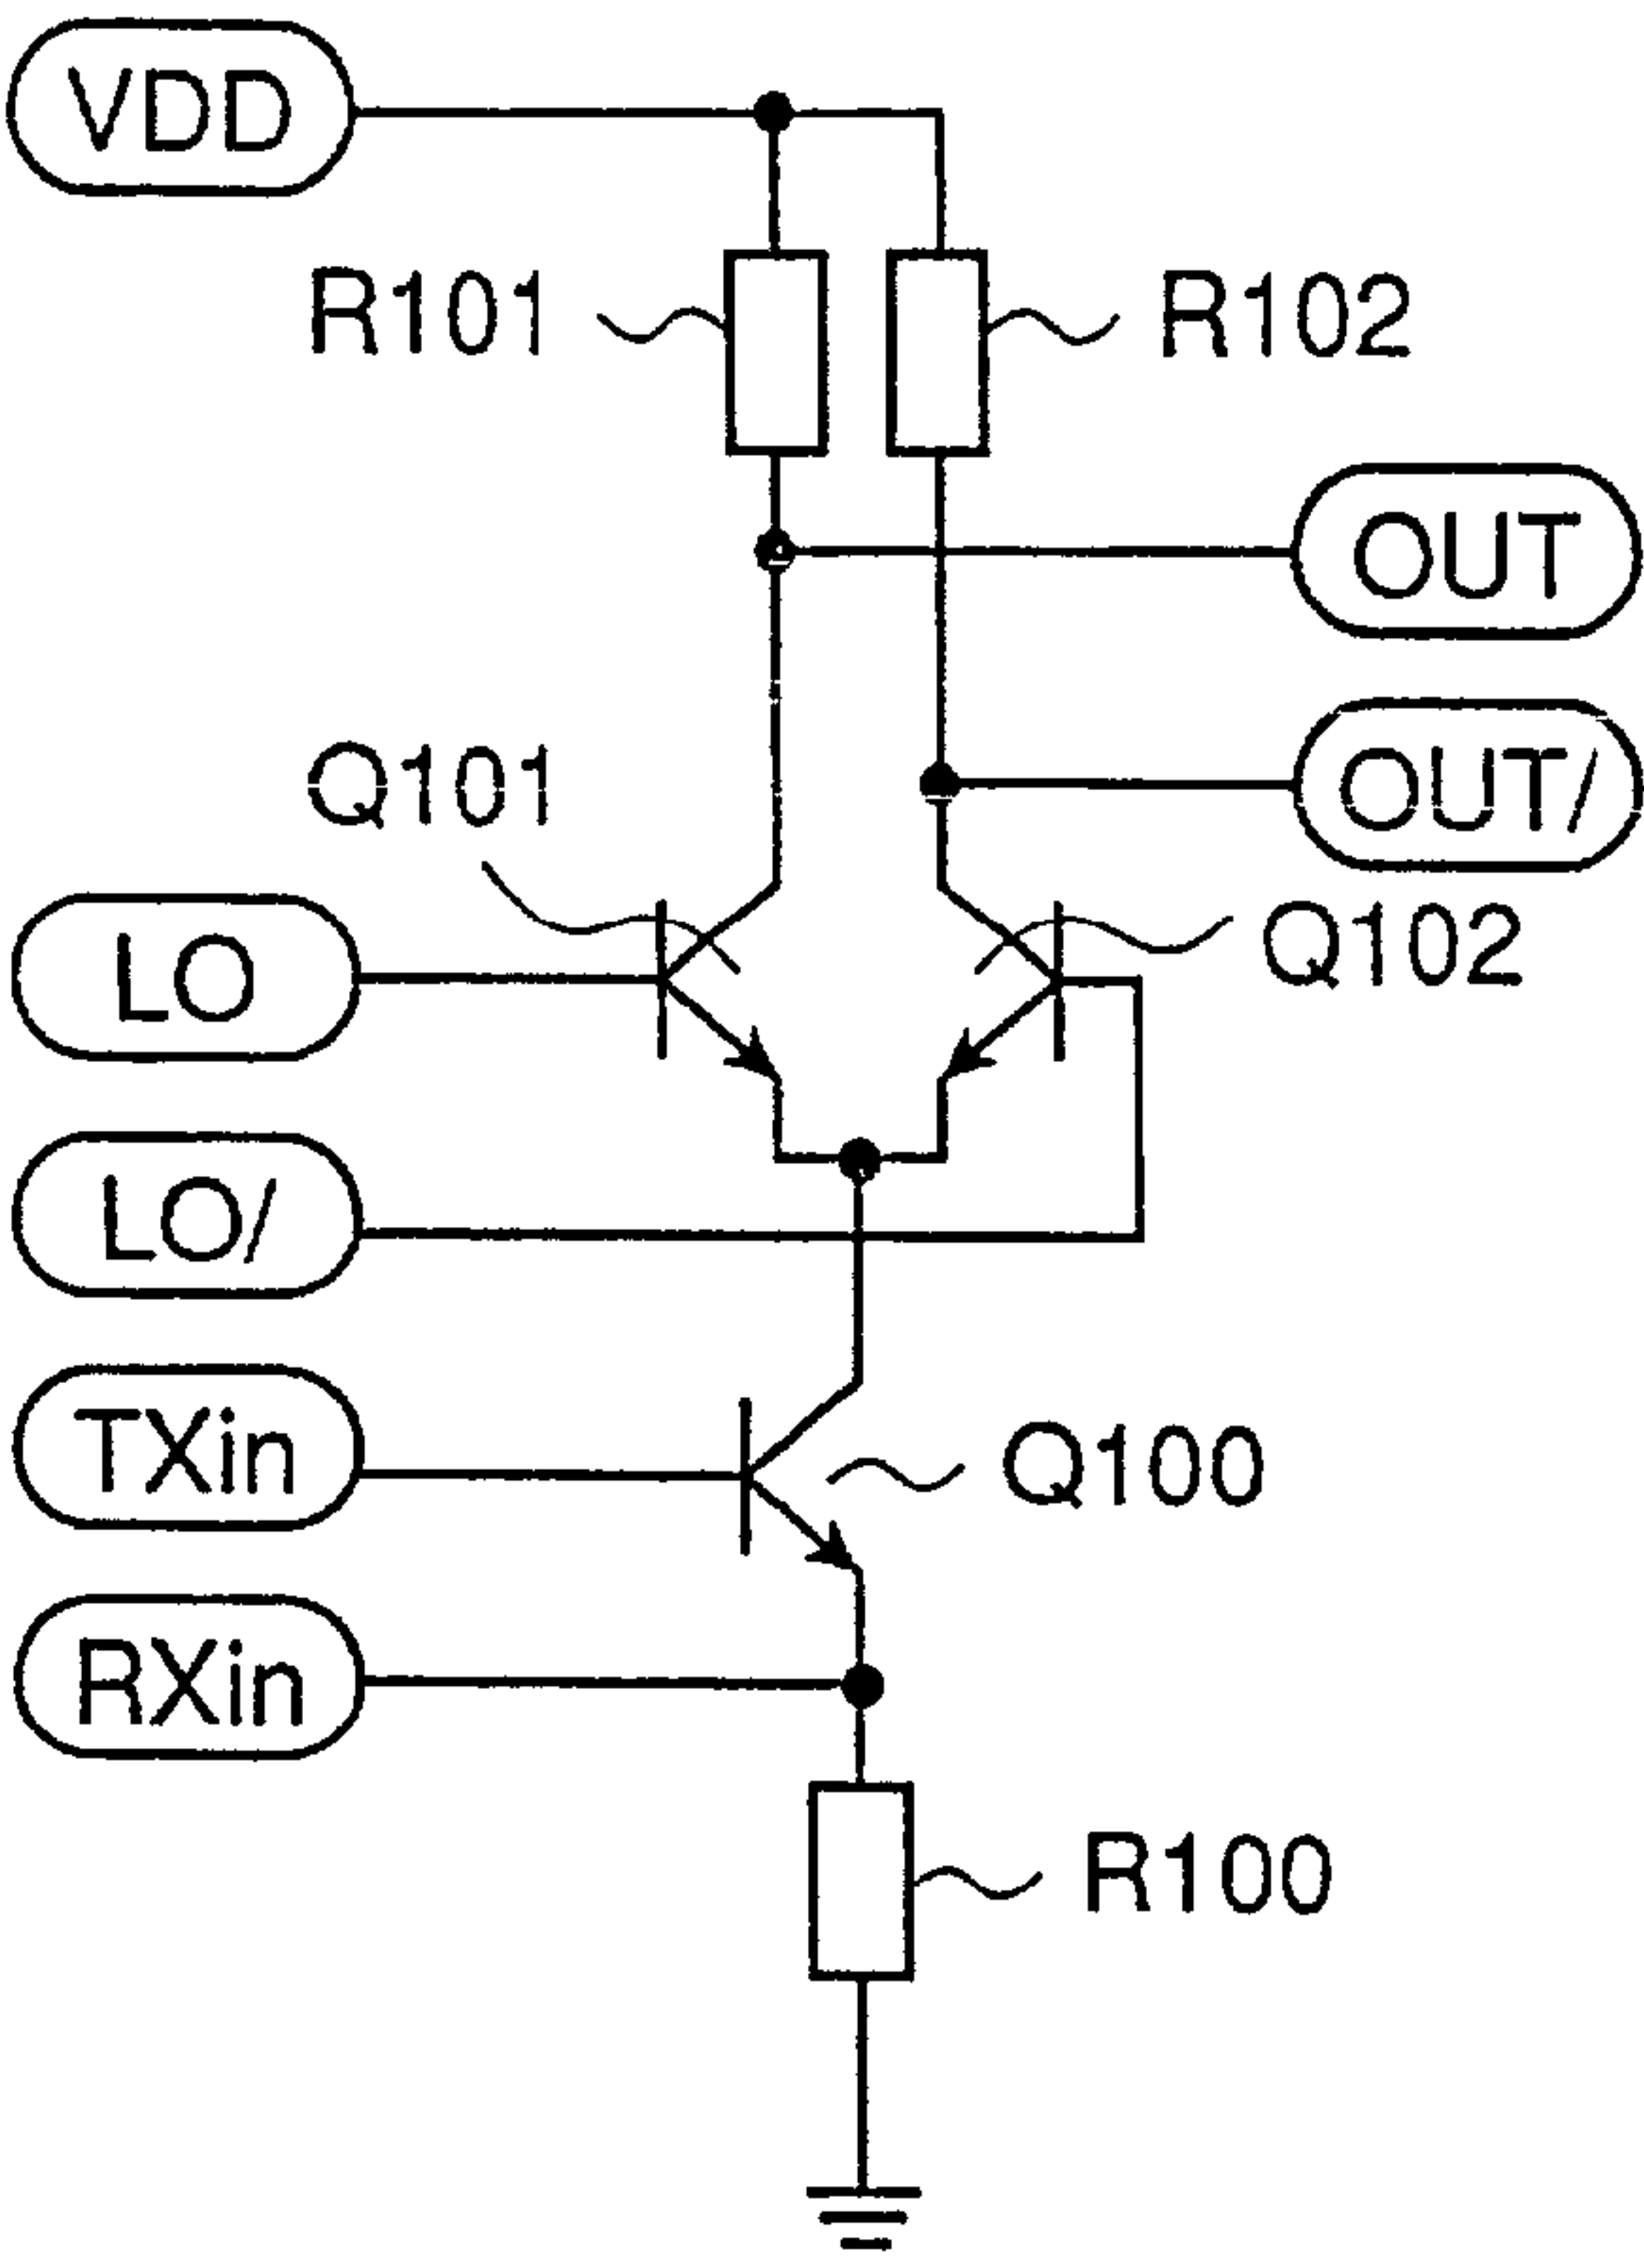 VDD
R101
R102
OUT
OUT/
Q101
Q102
LO
LO/
TXin
Q100
RXin
R100